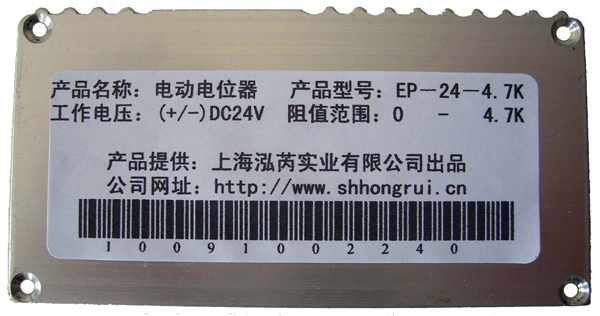 产品名称：电动电位器 产品型号：EP－24－4.7K
工作电压：(+/-)DC24V 阻值范围：0 - 4.7K
产品提供：上海泓芮实业有限公司出品
公司网址：http://www.shhongrui.cn
10091002240